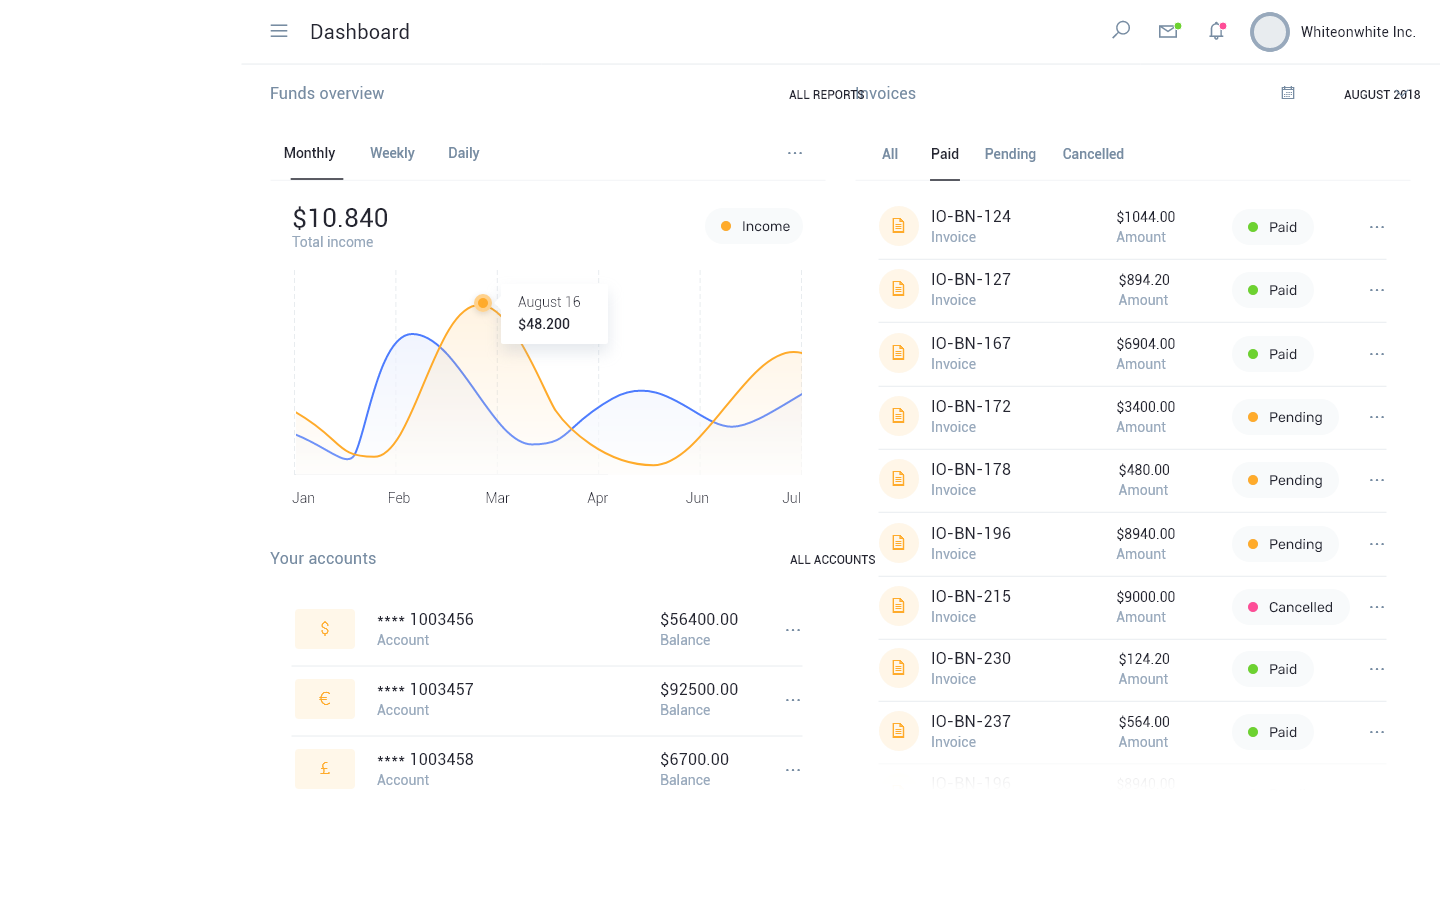 Dashboard
Whiteonwhite Inc.
Funds overview
ALL REPORTS
Monthly Weekly Daily
$10.840
Total income
Income
August 16
$48.200
Jan Feb Mar Apr Jun Jul
Your accounts
ALL ACCOUNTS
$
**** 1003456 $56400.00
Account Balance
€
**** 1003457 $92500.00
Account Balance
£
**** 1003458 $6700.00
Account Balance
Invoices
AUGUST 2018
All Paid Pending Cancelled
IO-BN-124 $1044.00 Paid
Invoice Amount
IO-BN-127 $894.20 Paid
Invoice Amount
IO-BN-167 $6904.00 Paid
Invoice Amount
IO-BN-172 $3400.00 Pending
Invoice Amount
IO-BN-178 $480.00 Pending
Invoice Amount
IO-BN-196 $8940.00 Pending
Invoice Amount
IO-BN-215 $9000.00 Cancelled
Invoice Amount
IO-BN-230 $124.20 Paid
Invoice Amount
IO-BN-237 $564.00 Paid
Invoice Amount
IO-BN-196 $8940.00